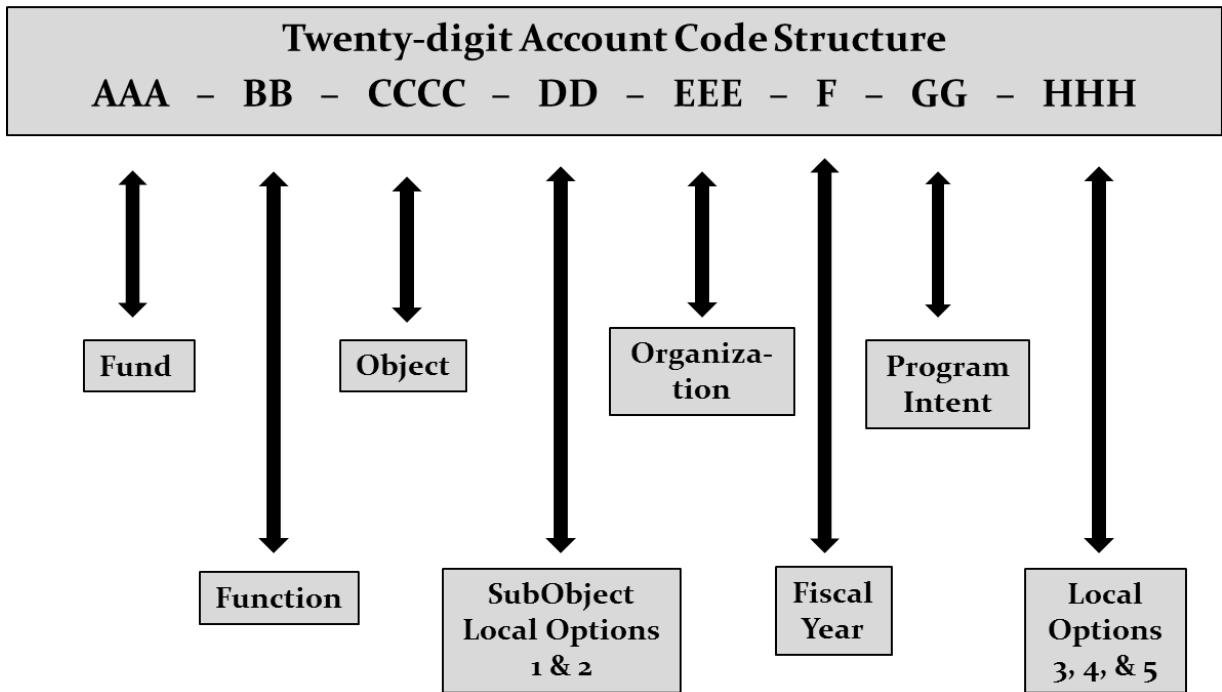 Twenty-digit Account Code Structure
AAA – BB – CCCC – DD – EEE – F – GG – HHH
Fund
Object
Organiza-
tion
Program
Intent
Function
SubObject
Local Options
1 & 2
Fiscal
Year
Local
Options
3, 4, & 5